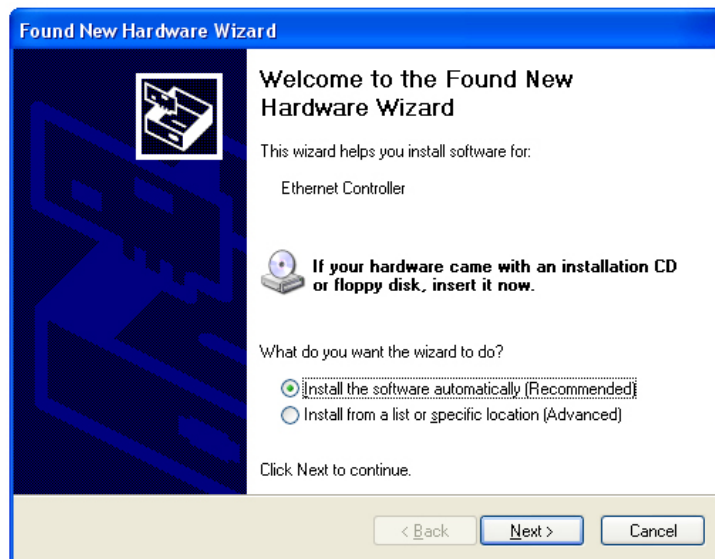 Found New Hardware Wizard
Welcome to the Found New
Hardware Wizard
This wizard helps you install software for:
Ethernet Controller
If your hardware came with an installation CD
or floppy disk, insert it now.
What do you want the wizard to do?
Install the software automatically (Recommended)
Install from a list or specific location (Advanced)
Click Next to continue.
< Back Next > Cancel